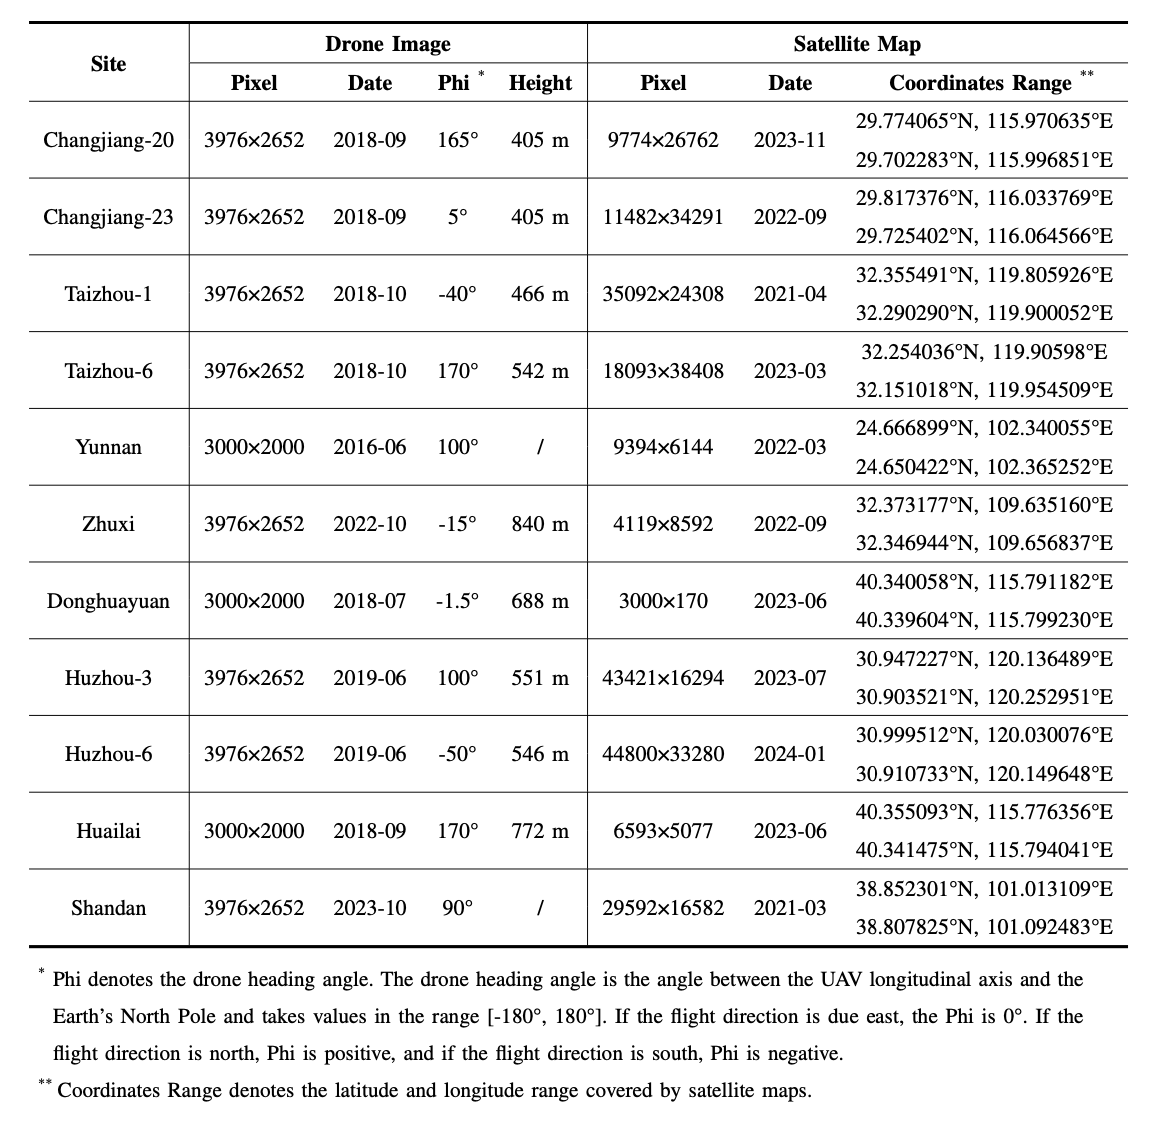 Site Drone Image Satellite Map
Pixel Date Phi * Height Pixel Date Coordinates Range **
Changjiang-20 3976×2652 2018-09 165° 405 m 9774×26762 2023-11 29.774065°N, 115.970635°E
29.702283°N, 115.996851°E
Changjiang-23 3976×2652 2018-09 5° 405 m 11482×34291 2022-09 29.817376°N, 116.033769°E
29.725402°N, 116.064566°E
Taizhou-1 3976×2652 2018-10 -40° 466 m 35092×24308 2021-04 32.355491°N, 119.805926°E
32.290290°N, 119.900052°E
Taizhou-6 3976×2652 2018-10 170° 542 m 18093×38408 2023-03 32.254036°N, 119.90598°E
32.151018°N, 119.954509°E
Yunnan 3000×2000 2016-06 100° / 9394×6144 2022-03 24.666899°N, 102.340055°E
24.650422°N, 102.365252°E
Zhuxi 3976×2652 2022-10 -15° 840 m 4119×8592 2022-09 32.373177°N, 109.635160°E
32.346944°N, 109.656837°E
Donghuayuan 3000×2000 2018-07 -1.5° 688 m 3000×170 2023-06 40.340058°N, 115.791182°E
40.339604°N, 115.799230°E
Huzhou-3 3976×2652 2019-06 100° 551 m 43421×16294 2023-07 30.947227°N, 120.136489°E
30.903521°N, 120.252951°E
Huzhou-6 3976×2652 2019-06 -50° 546 m 44800×33280 2024-01 30.999512°N, 120.030076°E
30.910733°N, 120.149648°E
Huailai 3000×2000 2018-09 170° 772 m 6593×5077 2023-06 40.355093°N, 115.776356°E
40.341475°N, 115.794041°E
Shandan 3976×2652 2023-10 90° / 29592×16582 2021-03 38.852301°N, 101.013109°E
38.807825°N, 101.092483°E
* Phi denotes the drone heading angle. The drone heading angle is the angle between the UAV longitudinal axis and the
Earth's North Pole and takes values in the range [-180°, 180°]. If the flight direction is due east, the Phi is 0°. If the
flight direction is north, Phi is positive, and if the flight direction is south, Phi is negative.
** Coordinates Range denotes the latitude and longitude range covered by satellite maps.